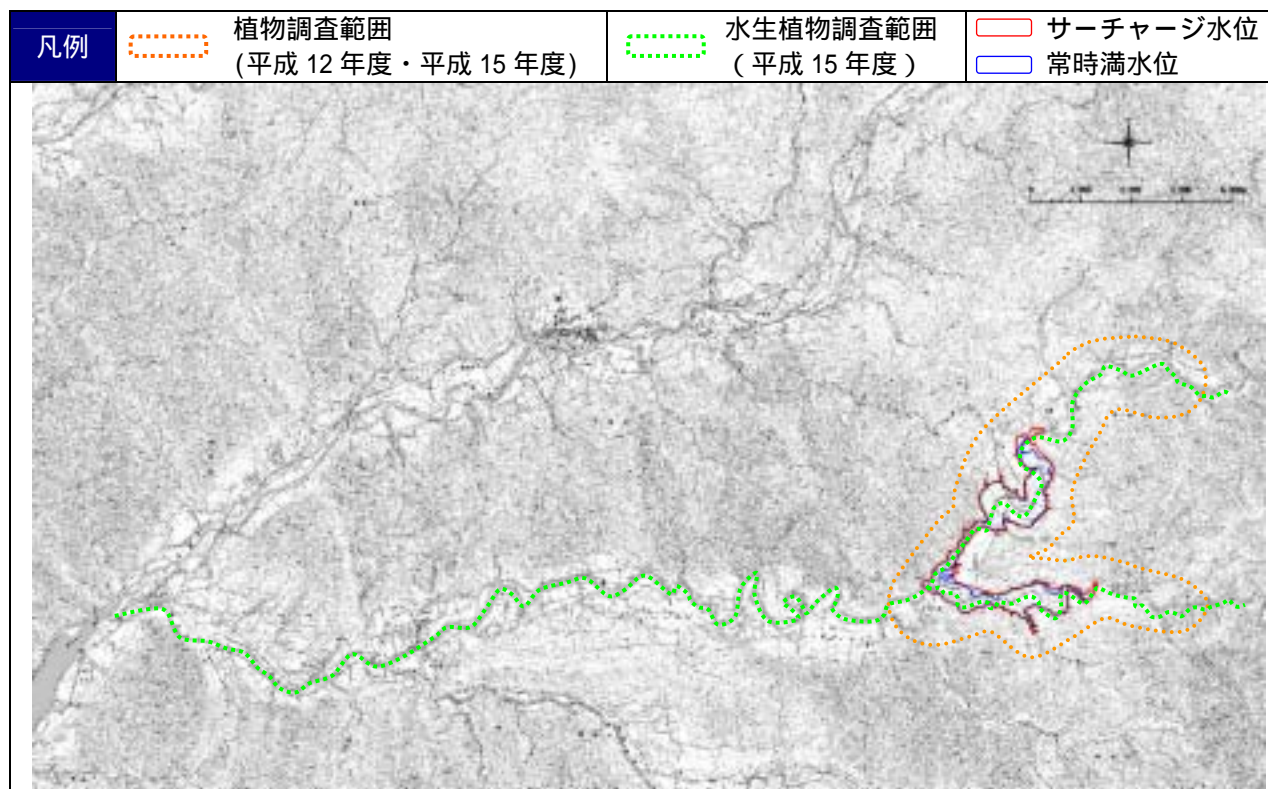 凡例
植物調査範囲
(平成 12 年度・平成 15 年度)
水生植物調査範囲
( 平成 15 年度 )
サーチャージ水位
常時満水位